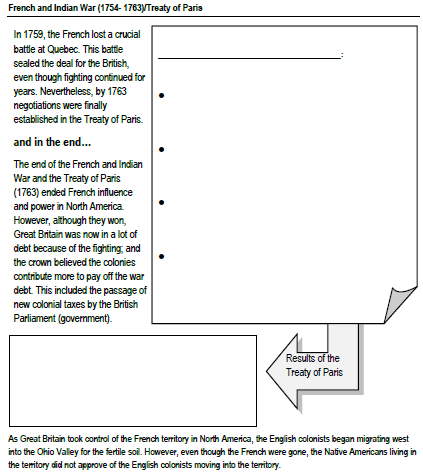 French and Indian War (1754- 1763)/Treaty of Paris
In 1759, the French lost a crucial
battle at Quebec. This battle
sealed the deal for the British,
even though fighting continued for
years. Nevertheless, by 1763
negotiations were finally
established in the Treaty of Paris.
and in the end...
The end of the French and Indian
War and the Treaty of Paris
(1763) ended French influence
and power in North America.
However, although they won,
Great Britain was now in a lot of
debt because of the fighting; and
the crown believed the colonies
contribute more to pay off the war
debt. This included the passage of
new colonial taxes by the British
Parliament (government).
:
Results of the
Treaty of Paris
As Great Britain took control of the French territory in North America, the English colonists began migrating west
into the Ohio Valley for the fertile soil. However, even though the French were gone, the Native Americans living in
the territory did not approve of the English colonists moving into the territory.